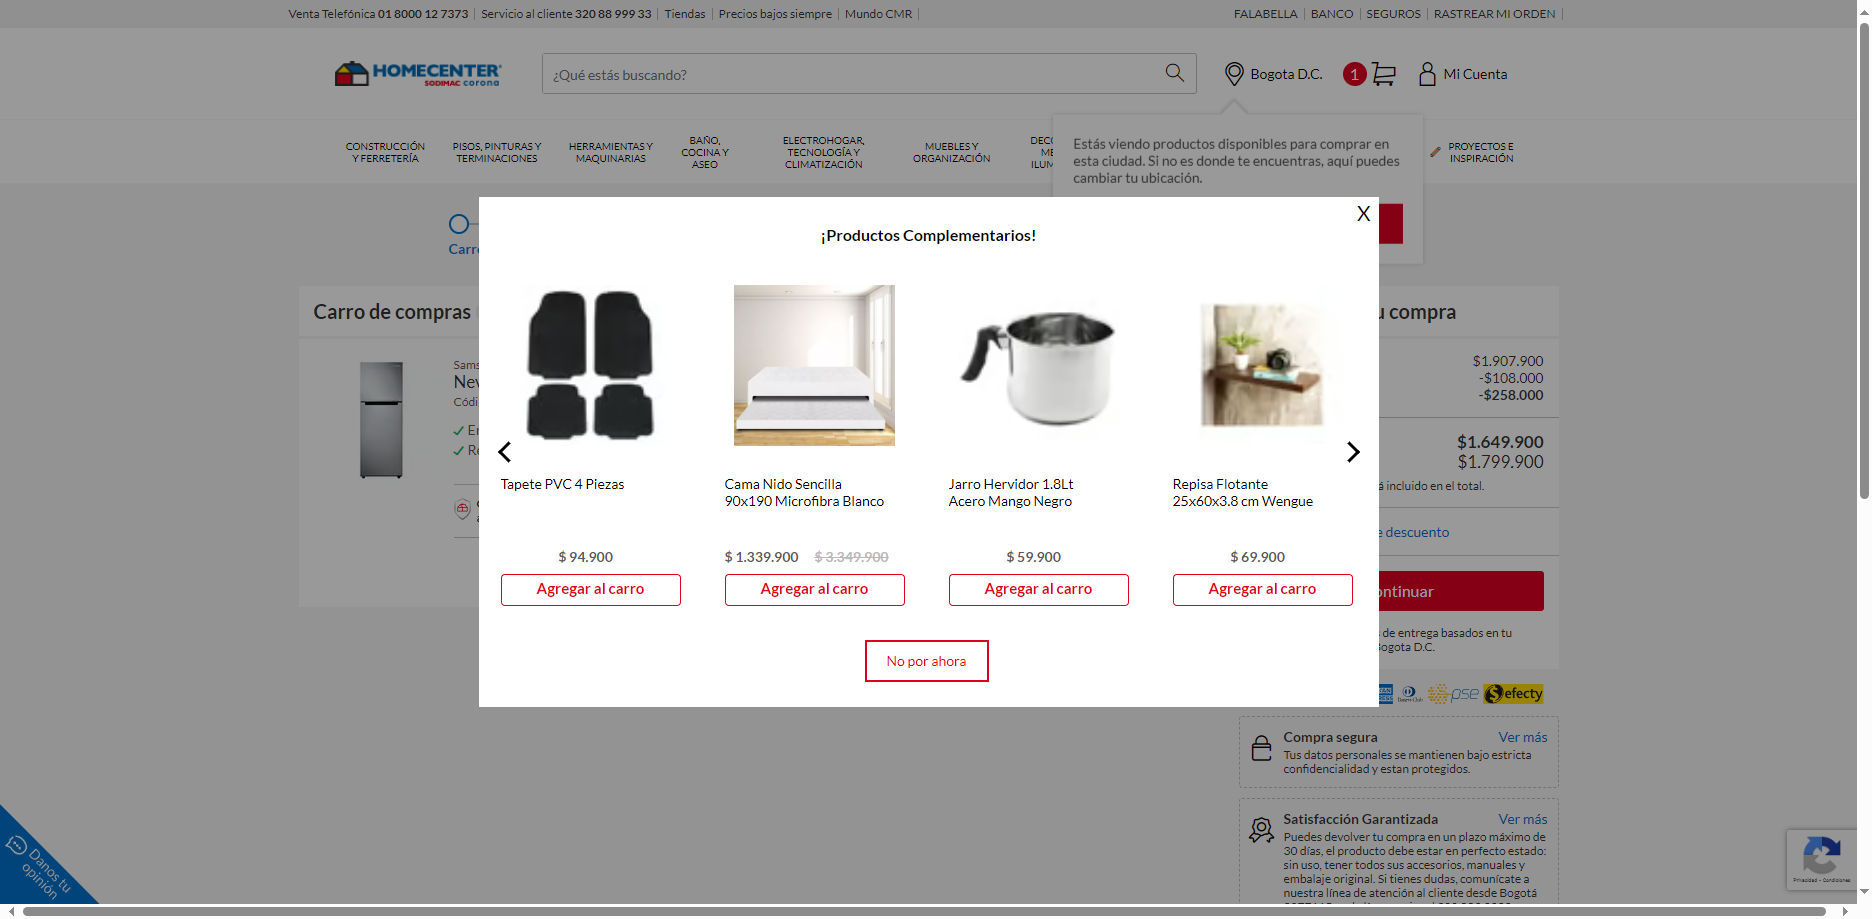 Venta Telefónica 01 8000 12 7373 Servicio al cliente 320 88 999 33 Tiendas Precios bajos siempre Mundo CMR
FALABELLA BANCO SEGUROS RASTREAR MI ORDEN
HOMECENTER
SODIMAC corona
¿Qué estás buscando?
Bogota D.C.
1
Mi Cuenta
CONSTRUCCIÓN
Y FERRETERÍA
PISOS, PINTURAS Y
TERMINACIONES
HERRAMIENTAS Y
MAQUINARIAS
BAÑO,
COCINA Y
ASEO
ELECTROHOGAR,
TECNOLOGÍA Y
CLIMATIZACIÓN
MUEBLES Y
ORGANIZACIÓN
PROYECTOS E
INSPIRACIÓN
Estás viendo productos disponibles para comprar en
esta ciudad. Si no es donde te encuentras, aquí puedes
cambiar tu ubicación.
X
¡Productos Complementarios!
Carro de compras
compra
$1.907.900
-$108.000
-$258.000
$1.649.900
$1.799.900
incluido en el total.
descuento
de entrega basados en tu
Bogota D.C.
Tapete PVC 4 Piezas
$ 94.900
Agregar al carro
Cama Nido Sencilla
90x190 Microfibra Blanco
$ 1.339.900 $ 3.349.900
Agregar al carro
Jarro Hervidor 1.8Lt
Acero Mango Negro
$ 59.900
Agregar al carro
Repisa Flotante
25x60x3.8 cm Wengue
$ 69.900
Agregar al carro
No por ahora
pse
efecty
Compra segura Ver más
Tus datos personales se mantienen bajo estricta
confidencialidad y estan protegidos.
Satisfacción Garantizada Ver más
Puedes devolver tu compra en un plazo máximo de
30 días, el producto debe estar en perfecto estado:
sin uso, tener todos sus accesorios, manuales y
embalaje original. Si tienes dudas, comunícate a
nuestra línea de atención al cliente desde Bogotá
Danos tu
opinión
Privacidad - Condiciones